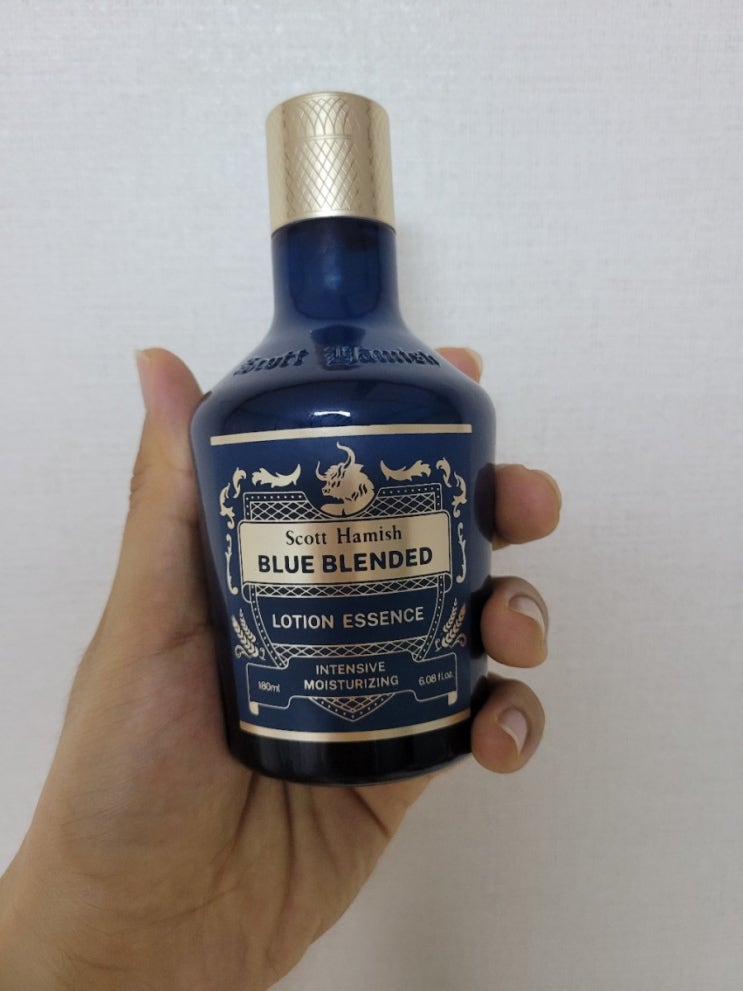 Scott Hamish
Scott Hamish
BLUE BLENDED
LOTION ESSENCE
INTENSIVE
MOISTURIZING
180ml
6.08 fl.oz.